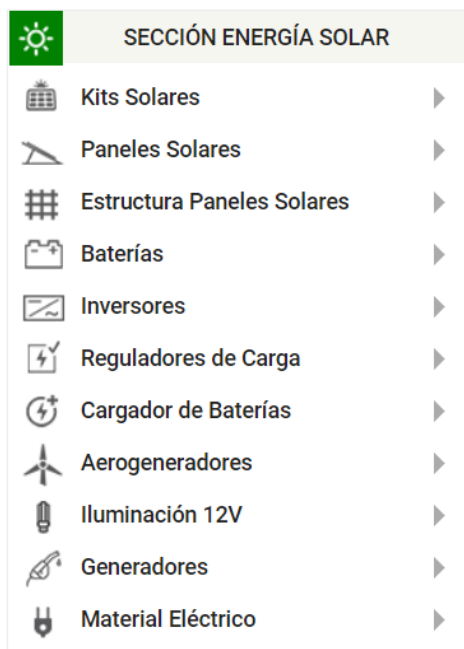 SECCIÓN ENERGÍA SOLAR
Kits Solares
Paneles Solares
Estructura Paneles Solares
Baterías
Inversores
Reguladores de Carga
Cargador de Baterías
Aerogeneradores
Iluminación 12V
Generadores
Material Eléctrico